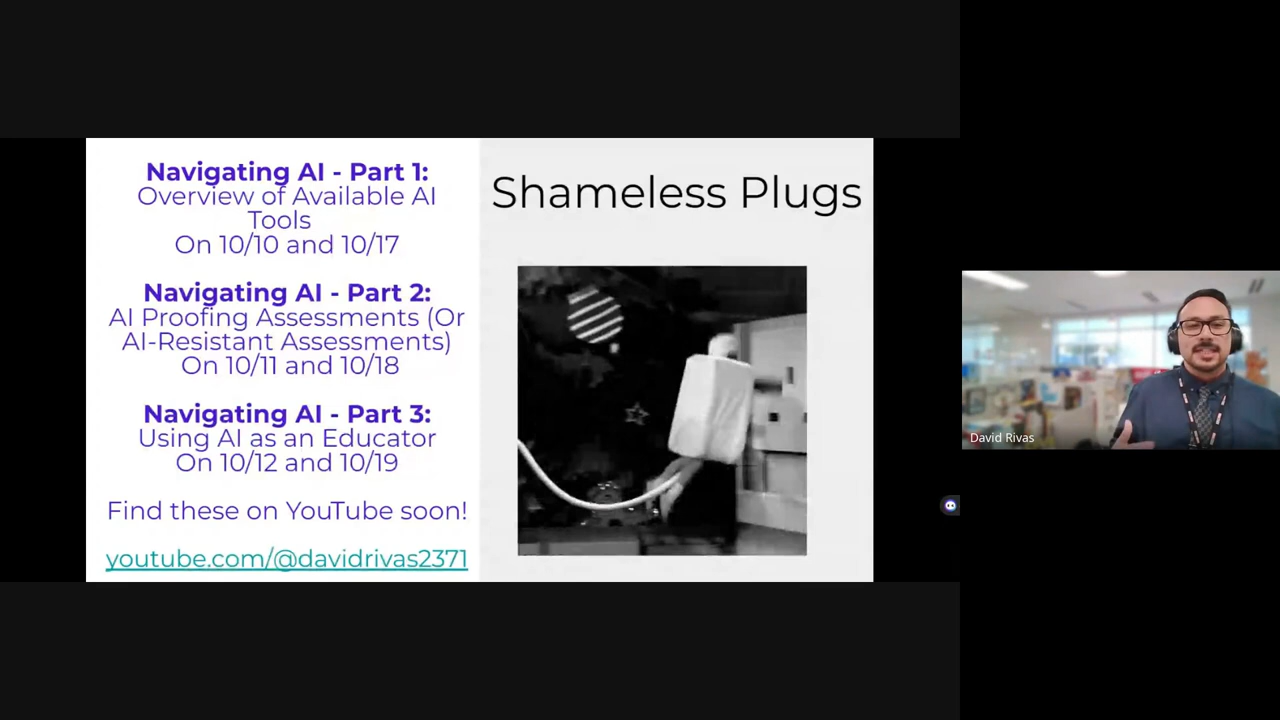 Navigating AI - Part 1:
Overview of Available AI
Tools
On 10/10 and 10/17
Navigating AI - Part 2:
AI Proofing Assessments (Or
AI-Resistant Assessments)
On 10/11 and 10/18
Navigating AI - Part 3:
Using AI as an Educator
On 10/12 and 10/19
Find these on YouTube soon!
youtube.com/@davidrivas2371
Shameless Plugs
David Rivas